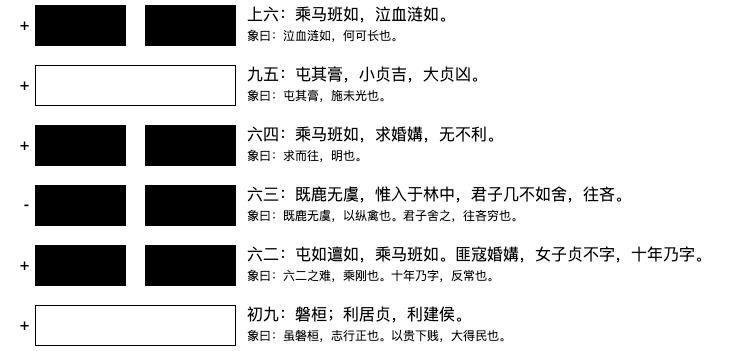 + 上六：乘马班如，泣血涟如。
象曰：泣血涟如，何可长也。
+ 九五：屯其膏，小贞吉，大贞凶。
象曰：屯其膏，施未光也。
+ 六四：乘马班如，求婚媾，无不利。
象曰：求而往，明也。
- 六三：既鹿无虞，惟入于林中，君子几不如舍，往吝。
象曰：既鹿无虞，以纵禽也。君子舍之，往吝穷也。
+ 六二：屯如邅如，乘马班如。匪寇婚媾，女子贞不字，十年乃字。
象曰：六二之难，乘刚也。十年乃字，反常也。
+ 初九：磐桓；利居贞，利建侯。
象曰：虽磐桓，志行正也。以贵下贱，大得民也。